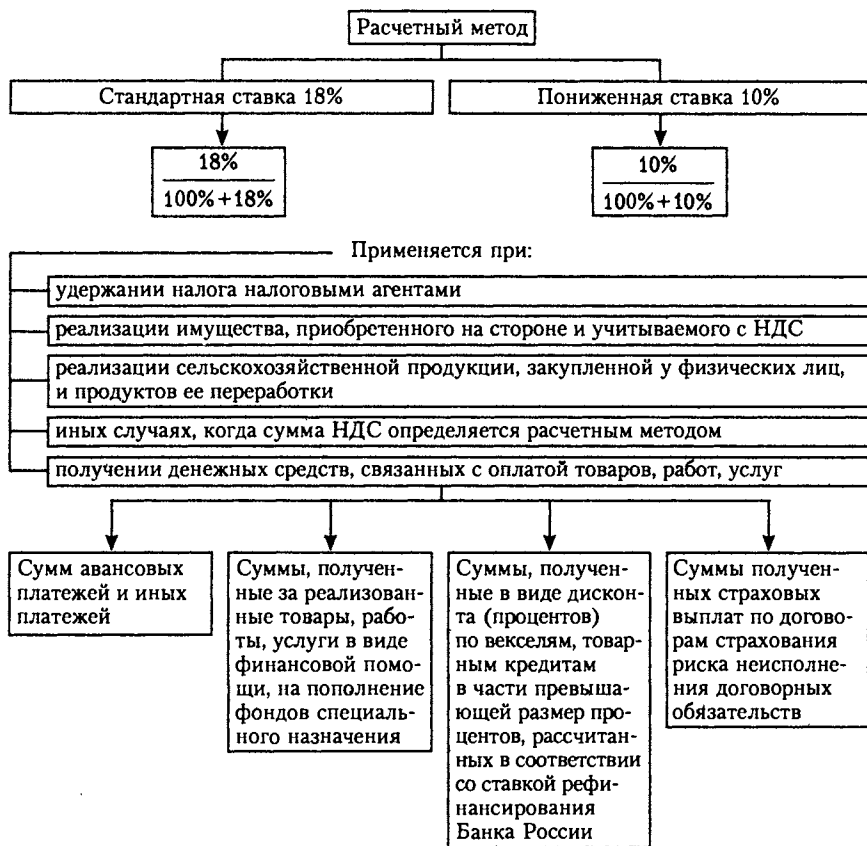 Расчетный метод
Стандартная ставка 18%
Пониженная ставка 10%
18%
100%+18%
10%
100%+10%
Применяется при:
удержании налога налоговыми агентами
реализации имущества, приобретенного на стороне и учитываемого с НДС
реализации сельскохозяйственной продукции, закупленной у физических лиц,
и продуктов ее переработки
иных случаях, когда сумма НДС определяется расчетным методом
получении денежных средств, связанных с оплатой товаров, работ, услуг
Сумм авансовых
платежей и иных
платежей
Суммы, получен-
ные за реализован-
ные товары, рабо-
ты, услуги в виде
финансовой помо-
щи, на пополнение
фондов специаль-
ного назначения
Суммы, получен-
ные в виде дискон-
та (процентов)
по векселям, товар-
ным кредитам
в части превыша-
ющей размер про-
центов, рассчитан-
ных в соответствии
со ставкой рефи-
нансирования
Банка России
Суммы получен-
ных страховых
выплат по догово-
рам страхования
риска неисполне-
ния договорных
обязательств